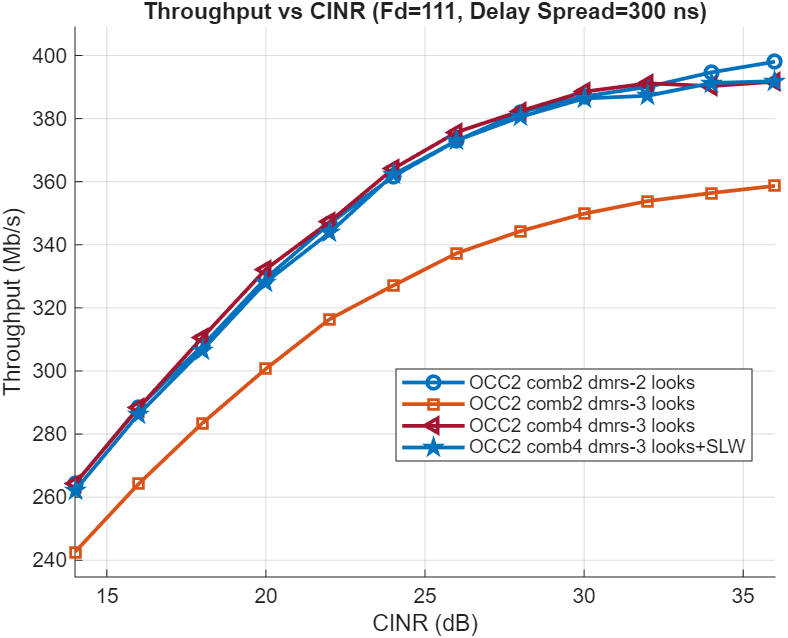 Throughput vs CINR (Fd=111, Delay Spread=300 ns)
400
380
360
340
320
300
280
260
240
Throughput (Mb/s)
OCC2 comb2 dmrs-2 looks
OCC2 comb2 dmrs-3 looks
OCC2 comb4 dmrs-3 looks
OCC2 comb4 dmrs-3 looks+SLW
15
20
25
30
35
CINR (dB)